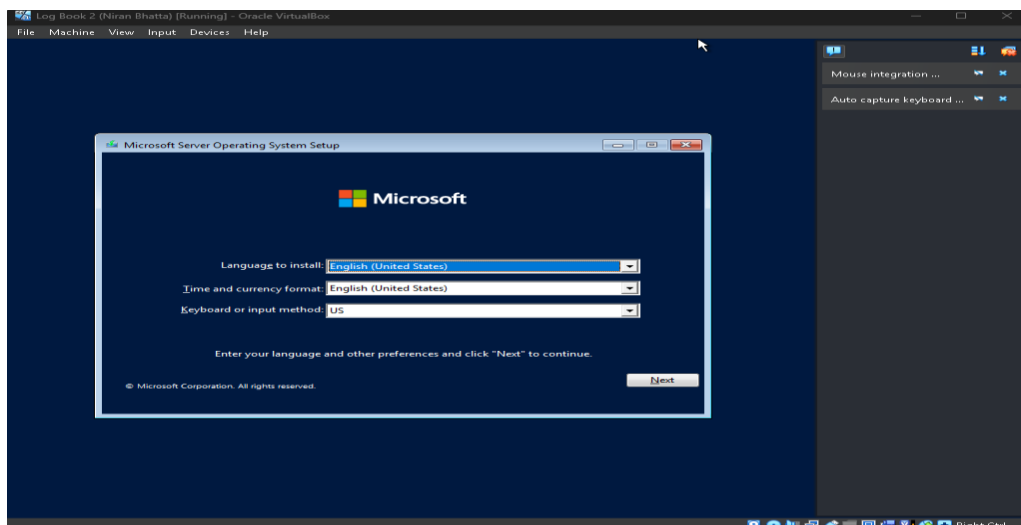 Log Book 2 (Niran Bhatta) [Running] - Oracle VirtualBox
File Machine View Input Devices Help
Mouse integration ...
Auto capture keyboard ...
Microsoft Server Operating System Setup
Microsoft
Language to install: English (United States)
Time and currency format: English (United States)
Keyboard or input method: US
Enter your language and other preferences and click "Next" to continue.
© Microsoft Corporation. All rights reserved.
Next
Right Ctrl